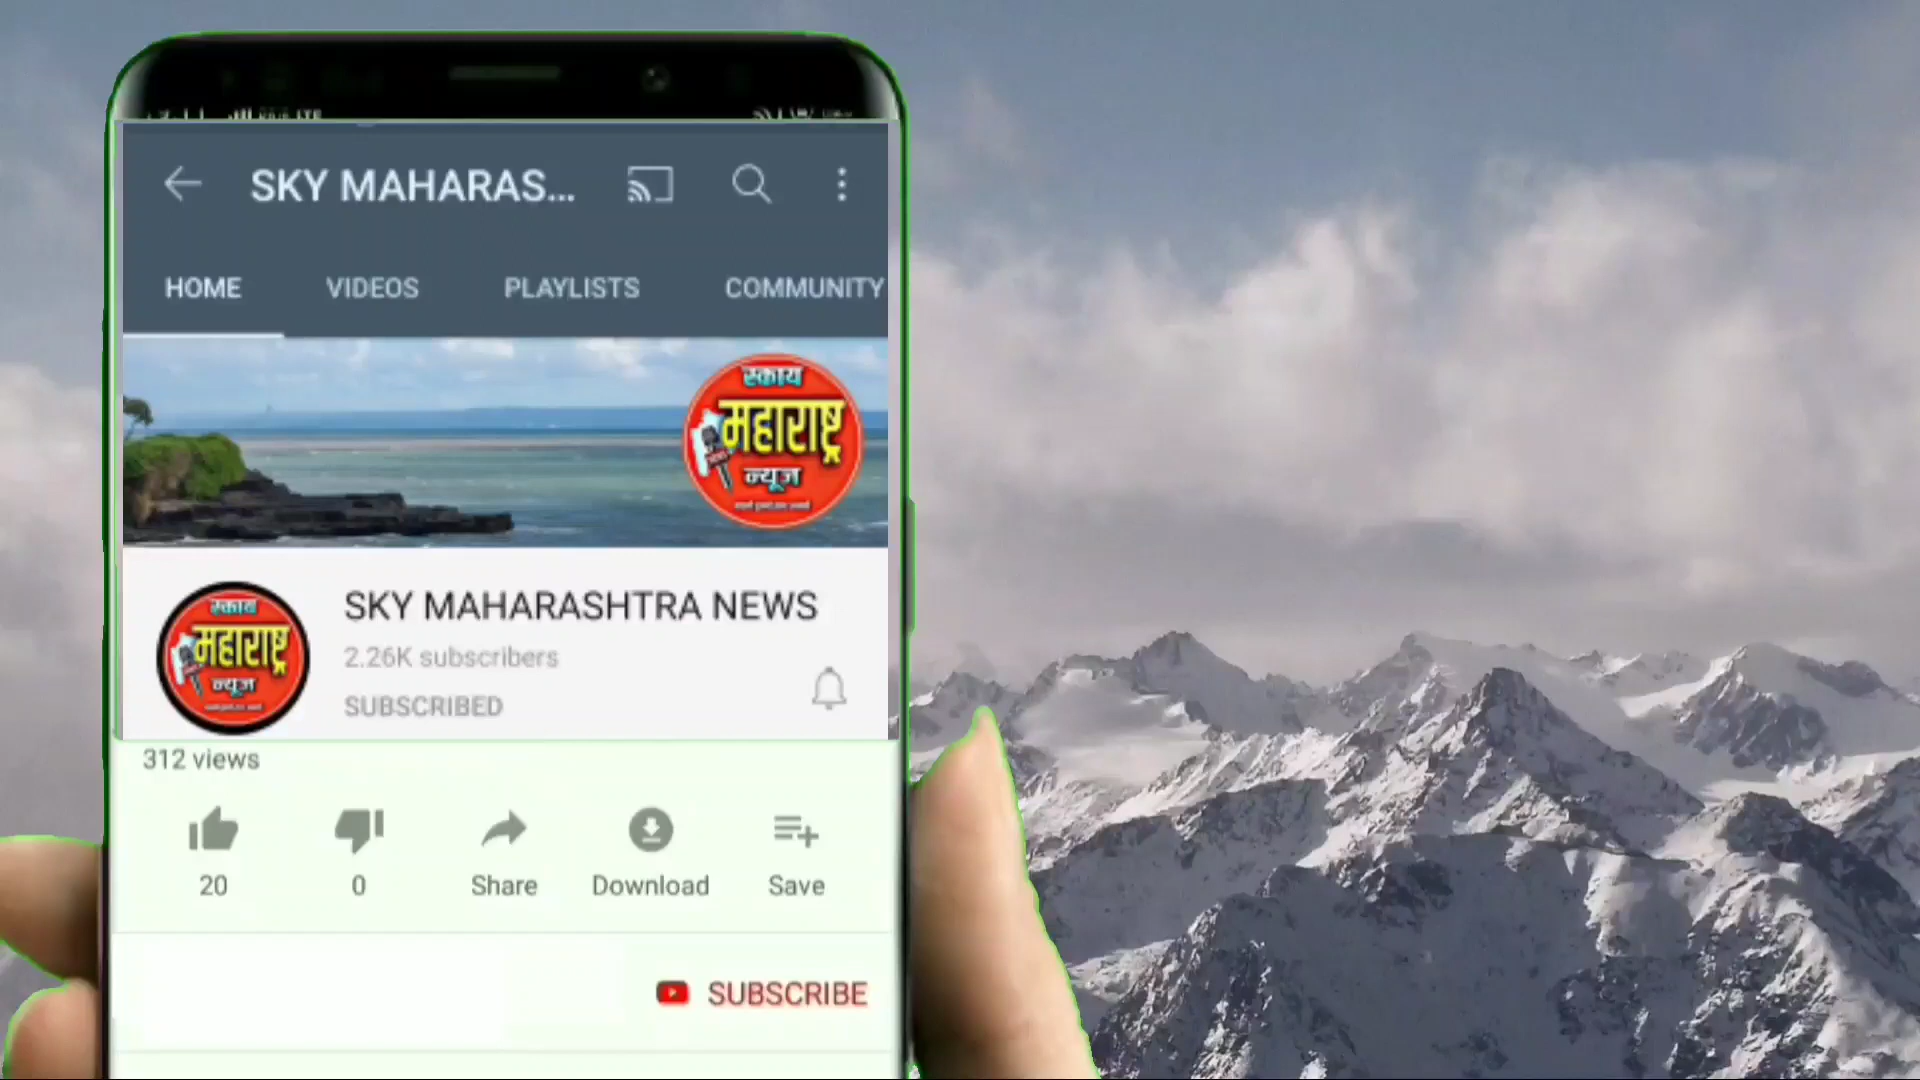 SKY MAHARAS...
HOME VIDEOS PLAYLISTS COMMUNITY
स्काय
महाराष्ट्र
न्यूज
SKY MAHARASHTRA NEWS
2.26K subscribers
SUBSCRIBED
स्काय
महाराष्ट्र
न्यूज
312 views
20 0 Share Download Save
SUBSCRIBE